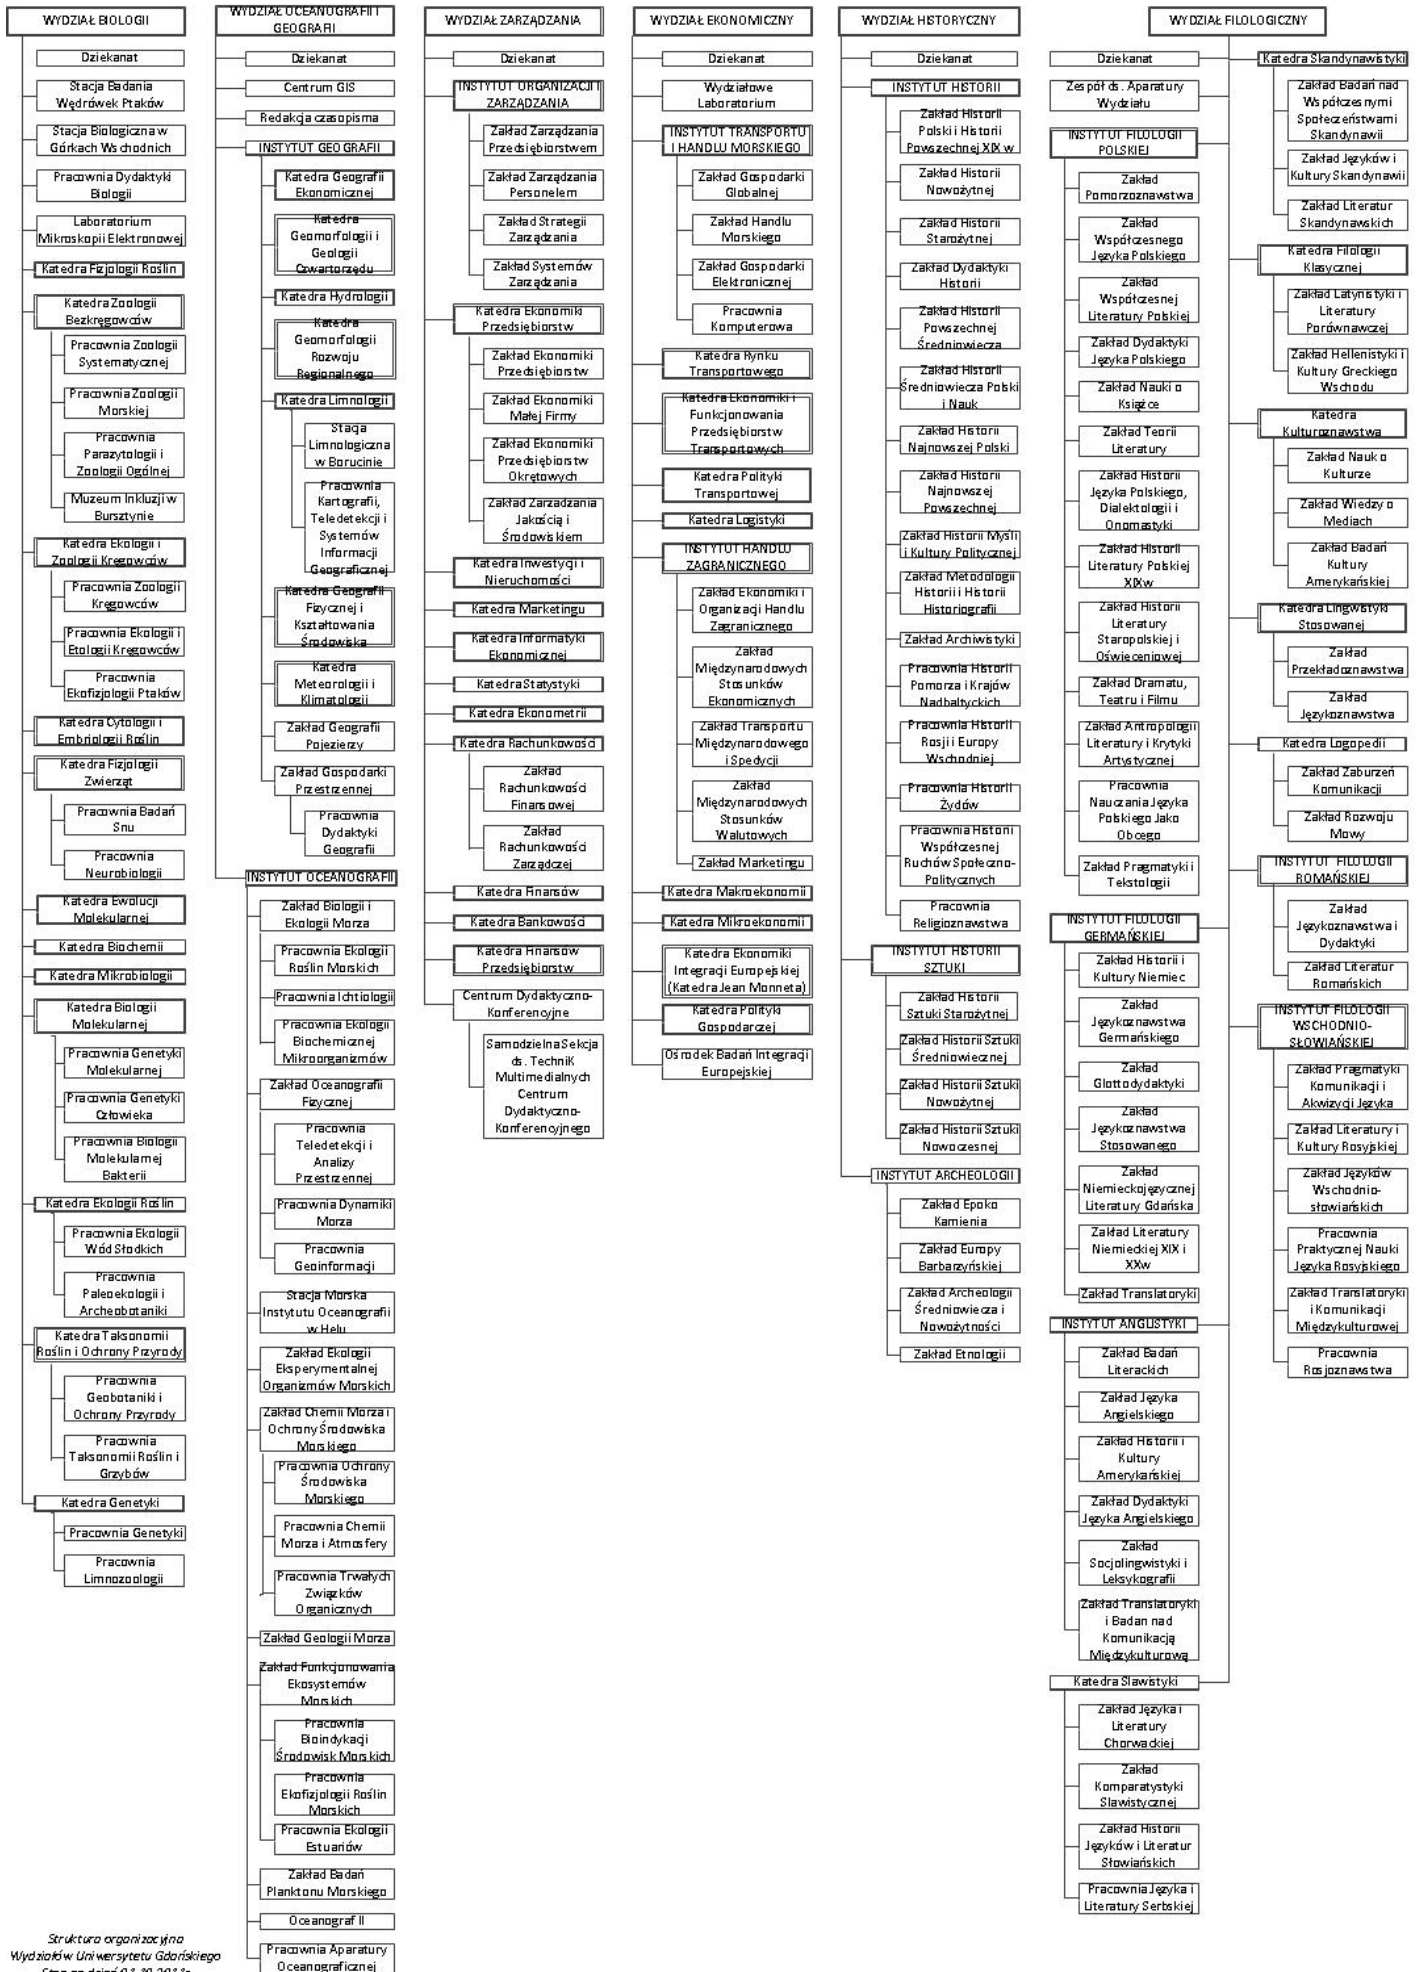 WYDZIAŁ BIOLOGII
Dziekanat
Stacja Badania
Wędrówek Ptaków
Stacja Biologiczna w
Górkach Wschodnich
Pracownia Dydaktyki
Biologii
Laboratorium
Mikroskopii Elektronowej
Katedra Fizjologii Roślin
Katedra Zoologii
Bezkręgowców
Pracownia Zoologii
Systematycznej
Pracownia Zoologii
Morskiej
Pracownia
Parazytologii i
Zoologii Ogólnej
Muzeum Inkluzji w
Bursztynie
Katedra Ekologii i
Zoologii Kręgowców
Pracownia Zoologii
Kręgowców
Pracownia Ekologii i
Etologii Kręgowców
Pracownia
Ekofizjologii Ptaków
Katedra Cytologii i
Embriologii Roślin
Katedra Fizjologii
Zwierząt
Pracownia Badań
Snu
Pracownia
Neurobiologii
Katedra Ewolucji
Molekularnej
Katedra Biochemii
Katedra Mikrobiologii
Katedra Biologii
Molekularnej
Pracownia Genetyki
Molekularnej
Pracownia Genetyki
Człowieka
Pracownia Biologii
Molekularnej
Bakterii
Katedra Ekologii Roślin
Pracownia Ekologii
Wód Słodkich
Pracownia
Paleoekologii i
Archeobotaniki
Katedra Taksonomii
Roślin i Ochrony Przyrody
Pracownia
Geobotaniki i
Ochrony Przyrody
Pracownia
Taksonomii Roślin i
Grzybów
Katedra Genetyki
Pracownia Genetyki
Pracownia
Limnozoologii
WYDZIAŁ OCEANOGRAFII I
GEOGRAFII
Dziekanat
Centrum GIS
Redakcja czasopisma
INSTYTUT GEOGRAFII
Katedra Geografii
Ekonomicznej
Katedra
Geomorfologii i
Geologii
Czwartorzędu
Katedra Hydrologii
Katedra
Geomorfologii
Rozwoju
Regionalnego
Katedra Limnologii
Stacja
Limnologiczna
w Borucinie
Pracownia
Kartografii,
Teledetekcji i
Systemów
Informacji
Geograficznej
Katedra Geografii
Fizycznej i
Kształtowania
Środowiska
Katedra
Meteorologii i
Klimatologii
Zakład Geografii
Pojezierzy
Zakład Gospodarki
Przestrzennej
Pracownia
Dydaktyki
Geografii
INSTYTUT OCEANOGRAFII
Zakład Biologii i
Ekologii Morza
Pracownia Ekologii
Roślin Morskich
Pracownia Ichtiologii
Pracownia Ekologii
Biochemicznej
Mikroorganizmów
Zakład Oceanografii
Fizycznej
Pracownia
Teledetekcji i
Analizy
Przestrzennej
Pracownia Dynamiki
Morza
Pracownia
Geoinformacji
Stacja Morska
Instytutu Oceanografii
w Helu
Zakład Ekologii
Eksperymentalnej
Organizmów Morskich
Zakład Chemii Morza i
Ochrony Środowiska
Morskiego
Pracownia Ochrony
Środowiska
Morskiego
Pracownia Chemii
Morza i Atmosfery
Pracownia Trwałych
Związków
Organicznych
Zakład Geologii Morza
Zakład Funkcjonowania
Ekosystemów
Morskich
Pracownia
Bioindykacji
Środowisk Morskich
Pracownia
Ekofizjologii Roślin
Morskich
Pracownia Ekologii
Estuariów
Zakład Badań
Planktonu Morskiego
Oceanograf II
Pracownia Aparatury
Oceanograficznej
WYDZIAŁ ZARZĄDZANIA
Dziekanat
INSTYTUT ORGANIZACJI I
ZARZĄDZANIA
Zakład Zarządzania
Przedsiębiorstwem
Zakład Zarządzania
Personelem
Zakład Strategii
Zarządzania
Zakład Systemów
Zarządzania
Katedra Ekonomiki
Przedsiębiorstw
Zakład Ekonomiki
Przedsiębiorstw
Zakład Ekonomiki
Małej Firmy
Zakład Ekonomiki
Przedsiębiorstw
Okrętowych
Zakład Zarzadzania
Jakością i
Środowiskiem
Katedra Inwestycji i
Nieruchomości
Katedra Marketingu
Katedra Informatyki
Ekonomicznej
Katedra Statystyki
Katedra Ekonometrii
Katedra Rachunkowości
Zakład
Rachunkowości
Finansowej
Zakład
Rachunkowości
Zarządczej
Katedra Finansów
Katedra Bankowości
Katedra Finansów
Przedsiębiorstw
Centrum Dydaktyczno-
Konferencyjne
Samodzielna Sekcja
ds. Technik
Multimedialnych
Centrum
Dydaktyczno-
Konferencyjnego
WYDZIAŁ EKONOMICZNY
Dziekanat
Wydziałowe
Laboratorium
INSTYTUT TRANSPORTU
I HANDLU MORSKIEGO
Zakład Gospodarki
Globalnej
Zakład Handlu
Morskiego
Zakład Gospodarki
Elektronicznej
Pracownia
Komputerowa
Katedra Rynku
Transportowego
Katedra Ekonomiki i
Funkcjonowania
Przedsiębiorstw
Transportowych
Katedra Polityki
Transportowej
Katedra Logistyki
INSTYTUT HANDLU
ZAGRANICZNEGO
Zakład Ekonomiki i
Organizacji Handlu
Zagranicznego
Zakład
Międzynarodowych
Stosunków
Ekonomicznych
Zakład Transportu
Międzynarodowego
i Spedycji
Zakład
Międzynarodowych
Stosunków
Walutowych
Zakład Marketingu
Katedra Makroekonomii
Katedra Mikroekonomii
Katedra Ekonomiki
Integracji Europejskiej
(Katedra Jean Monneta)
Katedra Polityki
Gospodarczej
Ośrodek Badań Integracji
Europejskiej
WYDZIAŁ HISTORYCZNY
Dziekanat
INSTYTUT HISTORII
Zakład Historii
Polski i Historii
Powszechnej XIX w
Zakład Historii
Nowożytnej
Zakład Historii
Starożytnej
Zakład Dydaktyki
Historii
Zakład Historii
Powszechnej
Średniowiecza
Zakład Historii
Średniowiecza Polski
i Nauk
Zakład Historii
Najnowszej Polski
Zakład Historii
Najnowszej
Powszechnej
Zakład Historii Myśli
i Kultury Politycznej
Zakład Metodologii
Historii i Historii
Historiografii
Zakład Archiwistyki
Pracownia Historii
Pomorza i Krajów
Nadbałtyckich
Pracownia Historii
Rosji i Europy
Wschodniej
Pracownia Historii
Żydów
Pracownia Historii
Współczesnej
Ruchów Społeczno-
Politycznych
Pracownia
Religioznawstwa
INSTYTUT HISTORII
SZTUKI
Zakład Historii
Sztuki Starożytnej
Zakład Historii Sztuki
Średniowiecznej
Zakład Historii Sztuki
Nowożytnej
Zakład Historii Sztuki
Nowoczesnej
INSTYTUT ARCHEOLOGII
Zakład Epoko
Kamienia
Zakład Europy
Barbarzyńskiej
Zakład Archeologii
Średniowiecza i
Nowożytności
Zakład Etnologii
WYDZIAŁ FILOLOGICZNY
Dziekanat
Zespół ds. Aparatury
Wydziału
INSTYTUT FILOLOGII
POLSKIEJ
Zakład
Pomorzoznawstwa
Zakład
Współczesnego
Języka Polskiego
Zakład
Współczesnej
Literatury Polskiej
Zakład Dydaktyki
Języka Polskiego
Zakład Nauki o
Książce
Zakład Teorii
Literatury
Zakład Historii
Języka Polskiego,
Dialektologii i
Onomastyki
Zakład Historii
Literatury Polskiej
XIXw
Zakład Historii
Literatury
Staropolskiej i
Oświeceniowej
Zakład Dramatu,
Teatru i Filmu
Zakład Antropologii
Literatury i Krytyki
Artystycznej
Pracownia
Nauczania Języka
Polskiego Jako
Obcego
Zakład Pragmatyki i
Tekstologii
INSTYTUT FILOLOGII
GERMAŃSKIEJ
Zakład Historii i
Kultury Niemiec
Zakład
Językoznawstwa
Germańskiego
Zakład
Glottodydaktyki
Zakład
Językoznawstwa
Stosowanego
Zakład
Niemieckojęzycznej
Literatury Gdańska
Zakład Literatury
Niemieckiej XIX i
XXw
Zakład Translatoryki
INSTYTUT ANGLISTYKI
Zakład Badań
Literackich
Zakład Języka
Angielskiego
Zakład Historii i
Kultury
Amerykańskiej
Zakład Dydaktyki
Języka Angielskiego
Zakład
Socjolingwistyki i
Leksykografii
Zakład Translatoryki
i Badan nad
Komunikacją
Międzykulturową
Katedra Slawistyki
Zakład Języka i
Literatury
Chorwackiej
Zakład
Komparatystyki
Slawistycznej
Zakład Historii
Języków i Literatur
Słowiańskich
Pracownia Języka i
Literatury Serbskiej
Katedra Skandynawistyki
Zakład Badań nad
Współczesnymi
Społeczeństwami
Skandynawii
Zakład Języków i
Kultury Skandynawii
Zakład Literatur
Skandynawskich
Katedra Filologii
Klasycznej
Zakład Latynistyki i
Literatury
Porównawczej
Zakład Hellenistyki i
Kultury Greckiego
Wschodu
Katedra
Kulturoznawstwa
Zakład Nauk o
Kulturze
Zakład Wiedzy o
Mediach
Zakład Badań
Kultury
Amerykańskiej
Katedra Lingwistyki
Stosowanej
Zakład
Przekładoznawstwa
Zakład
Językoznawstwa
Katedra Logopedii
Zakład Zaburzeń
Komunikacji
Zakład Rozwoju
Mowy
INSTYTUT FILOLOGII
ROMAŃSKIEJ
Zakład
Językoznawstwa i
Dydaktyki
Zakład Literatur
Romańskich
INSTYTUT FILOLOGII
WSCHODNIO-
SŁOWIAŃSKIEJ
Zakład Pragmatyki
Komunikacji i
Akwizycji Języka
Zakład Literatury i
Kultury Rosyjskiej
Zakład Języków
Wschodnio-
słowiańskich
Pracownia
Praktycznej Nauki
Języka Rosyjskiego
Zakład Translatoryki
i Komunikacji
Międzykulturowej
Pracownia
Rosjoznawstwa
Struktura organizacyjna
Wydziałów Uniwersytetu Gdańskiego